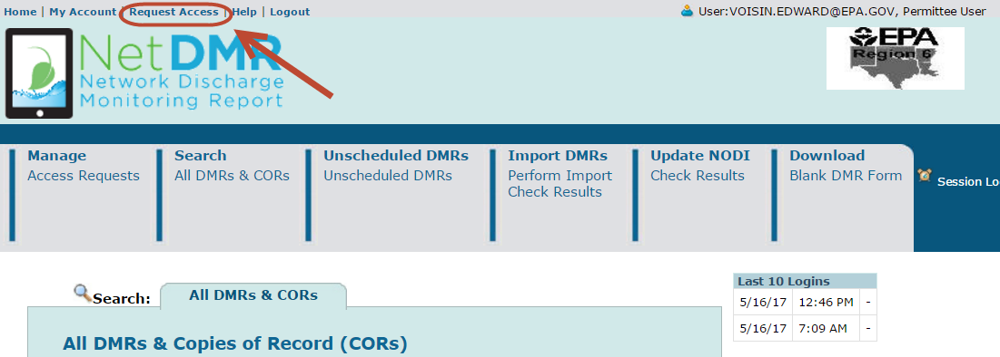 Home | My Account | Request Access | Help | Logout
User:VOISIN.EDWARD@EPA.GOV, Permittee User
NetDMR
Network Discharge
Monitoring Report
EPA
Region 6
Manage
Access Requests
Search
All DMRs & CORs
Unscheduled DMRs
Unscheduled DMRs
Import DMRs
Perform Import
Check Results
Update NODI
Check Results
Download
Blank DMR Form
Session Lo
Search:
All DMRs & CORs
All DMRs & Copies of Record (CORs)
Last 10 Logins
5/16/17 12:46 PM -
5/16/17 7:09 AM -